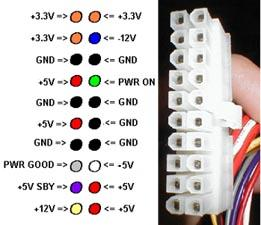 +3.3V => <= +3.3V
+3.3V => <= -12V
GND => <= GND
+5V => <= PWR ON
GND => <= GND
+5V => <= GND
GND => <= GND
PWR GOOD => <= -5V
+5V SBY => <= +5V
+12V => <= +5V